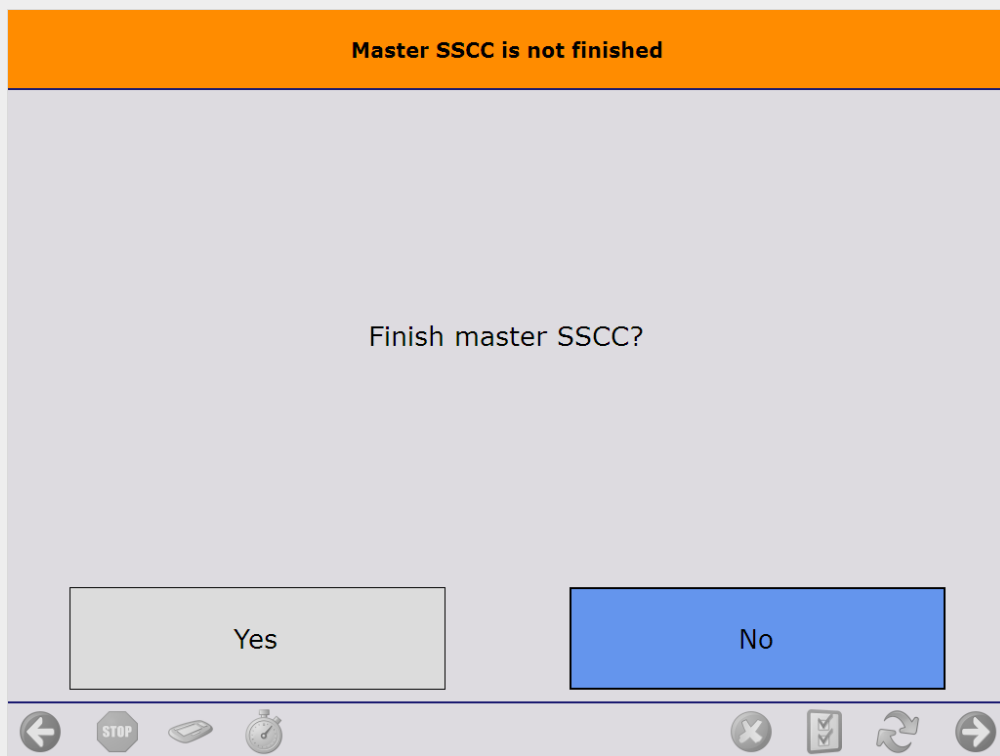 Master SSCC is not finished
Finish master SSCC?
Yes
No
STOP